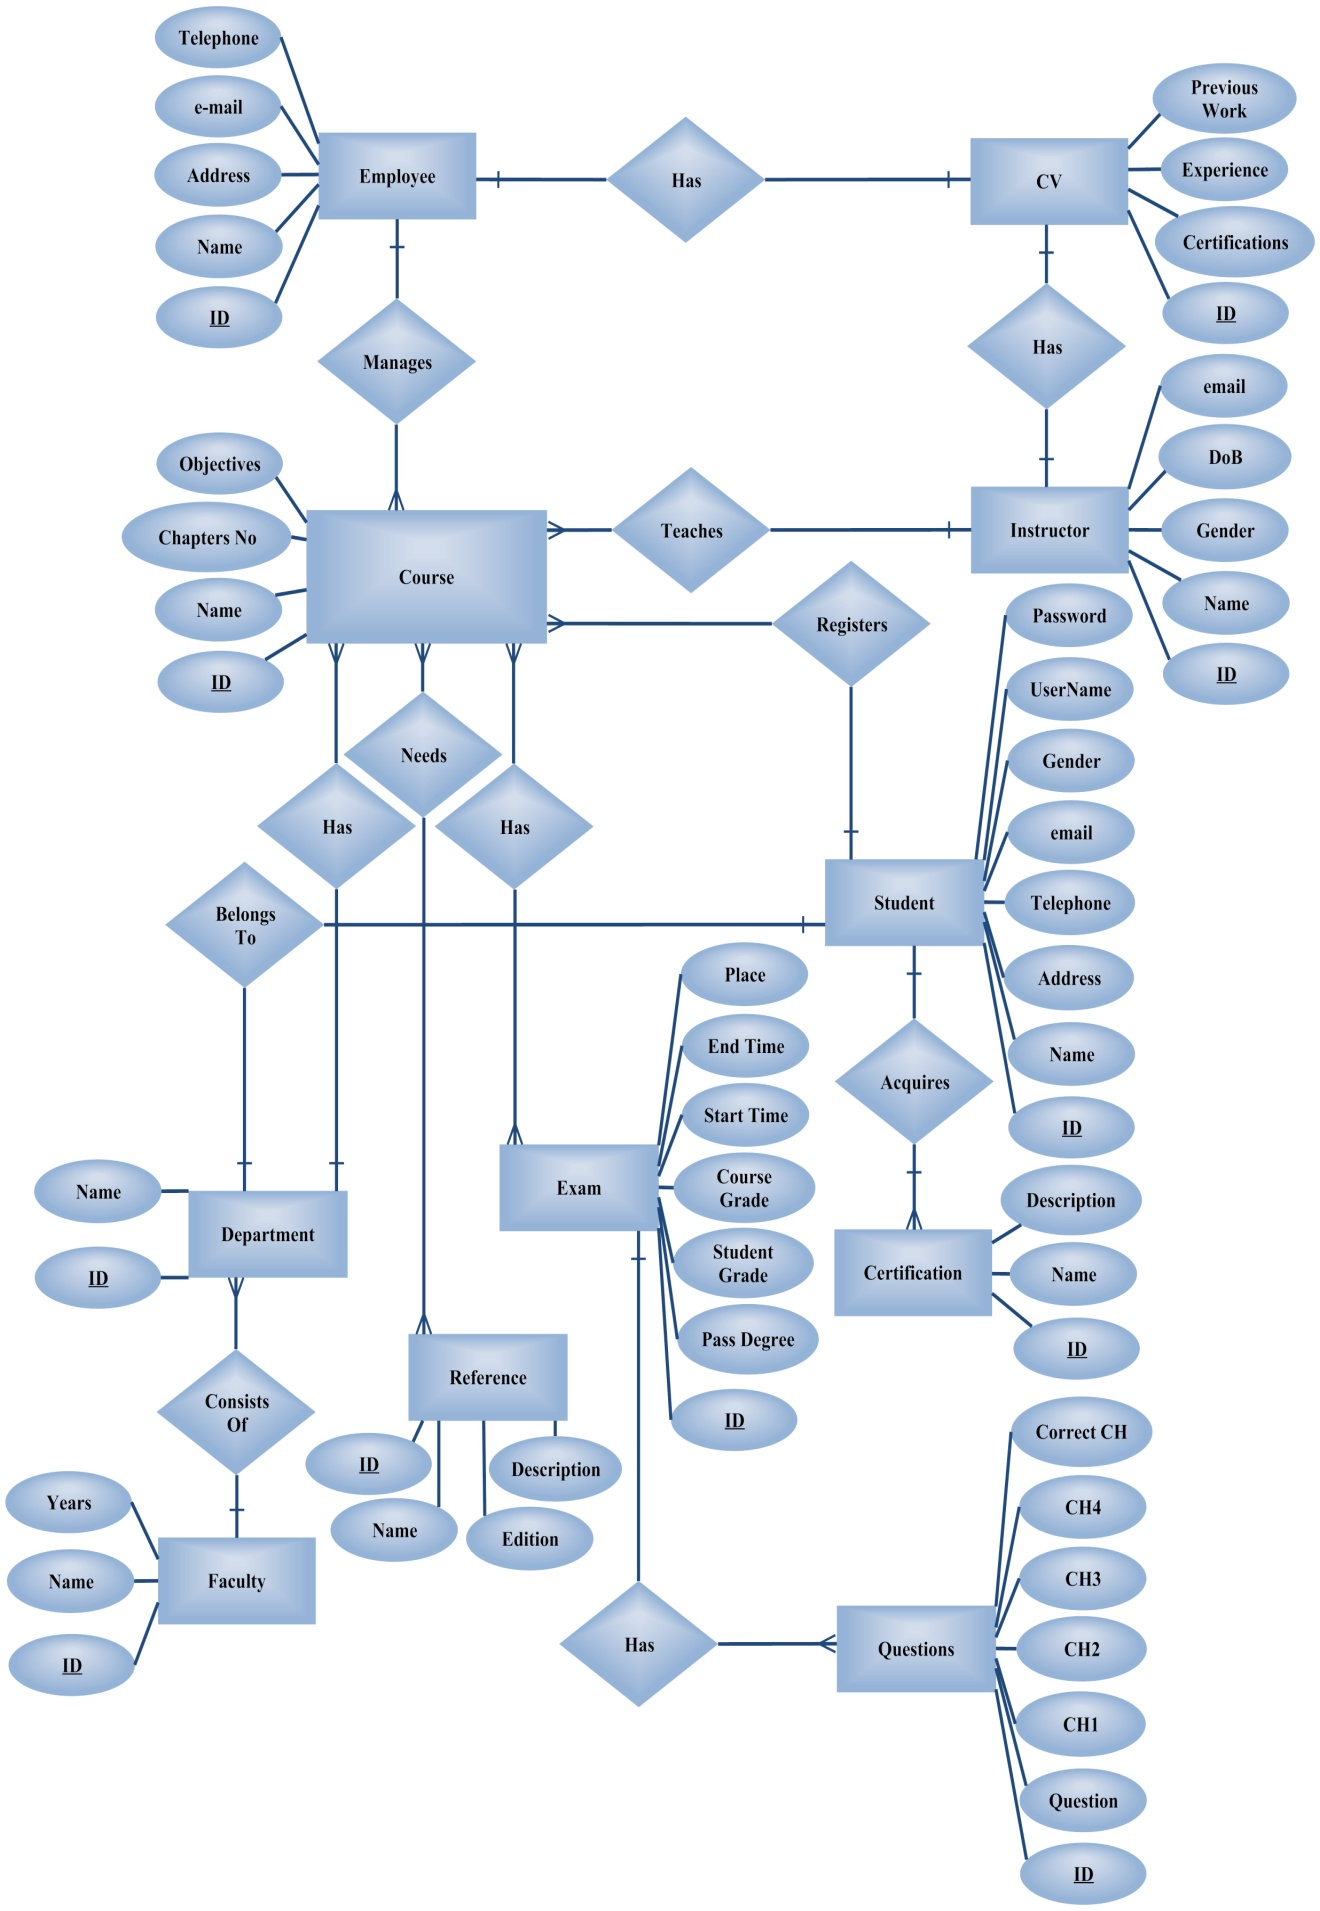 Telephone
e-mail
Address
Name
ID
Employee
Has
CV
Previous
Work
Experience
Certifications
ID
Manages
Has
email
DoB
Gender
Name
ID
Instructor
Teaches
Objectives
Chapters No
Name
ID
Course
Registers
Password
UserName
Gender
email
Telephone
Address
Name
ID
Student
Needs
Has
Has
Belongs
To
Acquires
Place
End Time
Start Time
Course
Grade
Student
Grade
Pass Degree
ID
Exam
Name
ID
Department
Description
Name
ID
Certification
Consists
Of
Reference
ID
Name
Edition
Description
Years
Name
ID
Faculty
Has
Questions
Correct CH
CH4
CH3
CH2
CH1
Question
ID